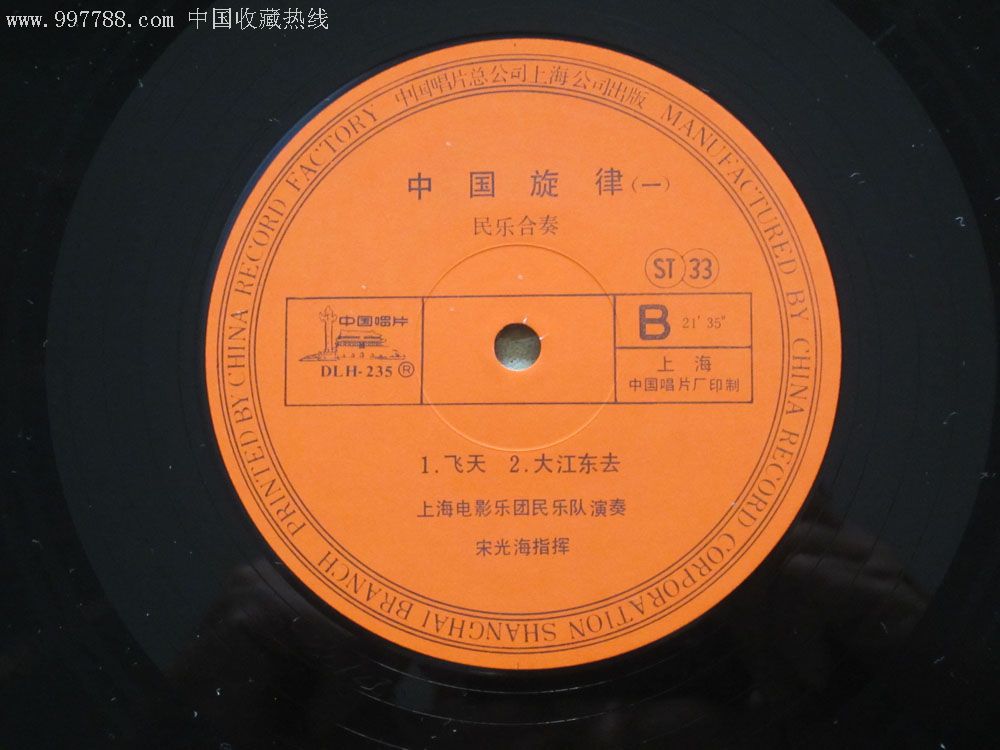 www.997788.com 中国收藏热线
中国唱片总公司上海公司出版
MANUFACTURED BY CHINA RECORD CORPORATION SHANGHAI BRANCH
PRINTED BY CHINA RECORD FACTORY
中国旋律(一)
民乐合奏
ST 33
中国唱片
DLH-235 ®
B 21′35″
上海
中国唱片厂印制
1.飞天 2.大江东去
上海电影乐团民乐队演奏
宋光海指挥